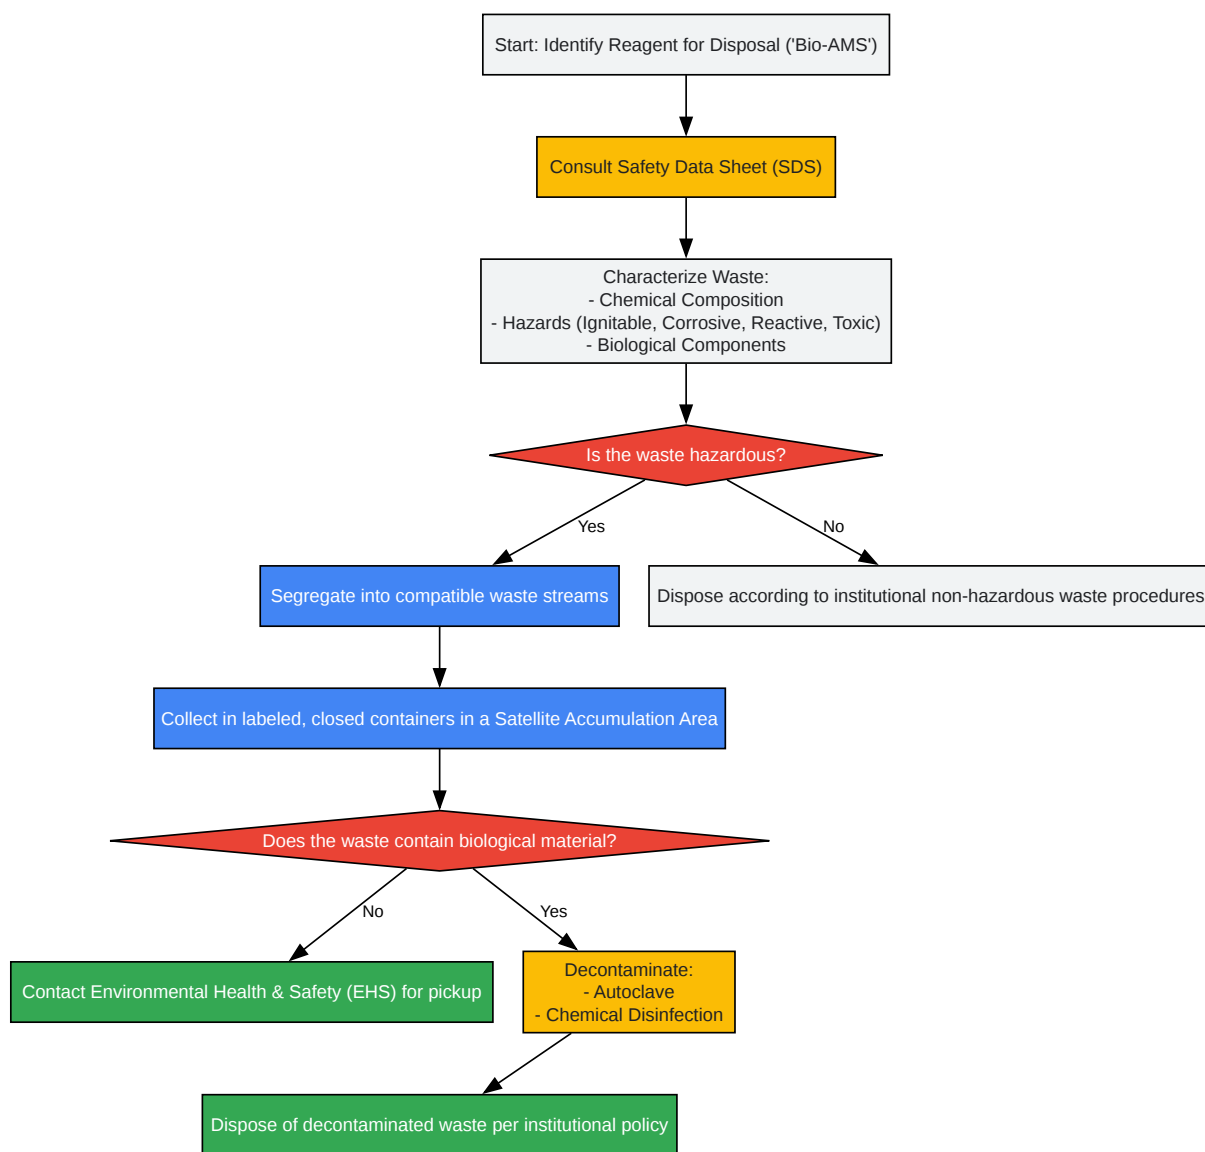 Start: Identify Reagent for Disposal ('Bio-AMS')
Consult Safety Data Sheet (SDS)
Characterize Waste:
- Chemical Composition
- Hazards (Ignitable, Corrosive, Reactive, Toxic)
- Biological Components
Is the waste hazardous?
Yes
No
Segregate into compatible waste streams
Dispose according to institutional non-hazardous waste procedures
Collect in labeled, closed containers in a Satellite Accumulation Area
Does the waste contain biological material?
No
Yes
Contact Environmental Health & Safety (EHS) for pickup
Decontaminate:
- Autoclave
- Chemical Disinfection
Dispose of decontaminated waste per institutional policy